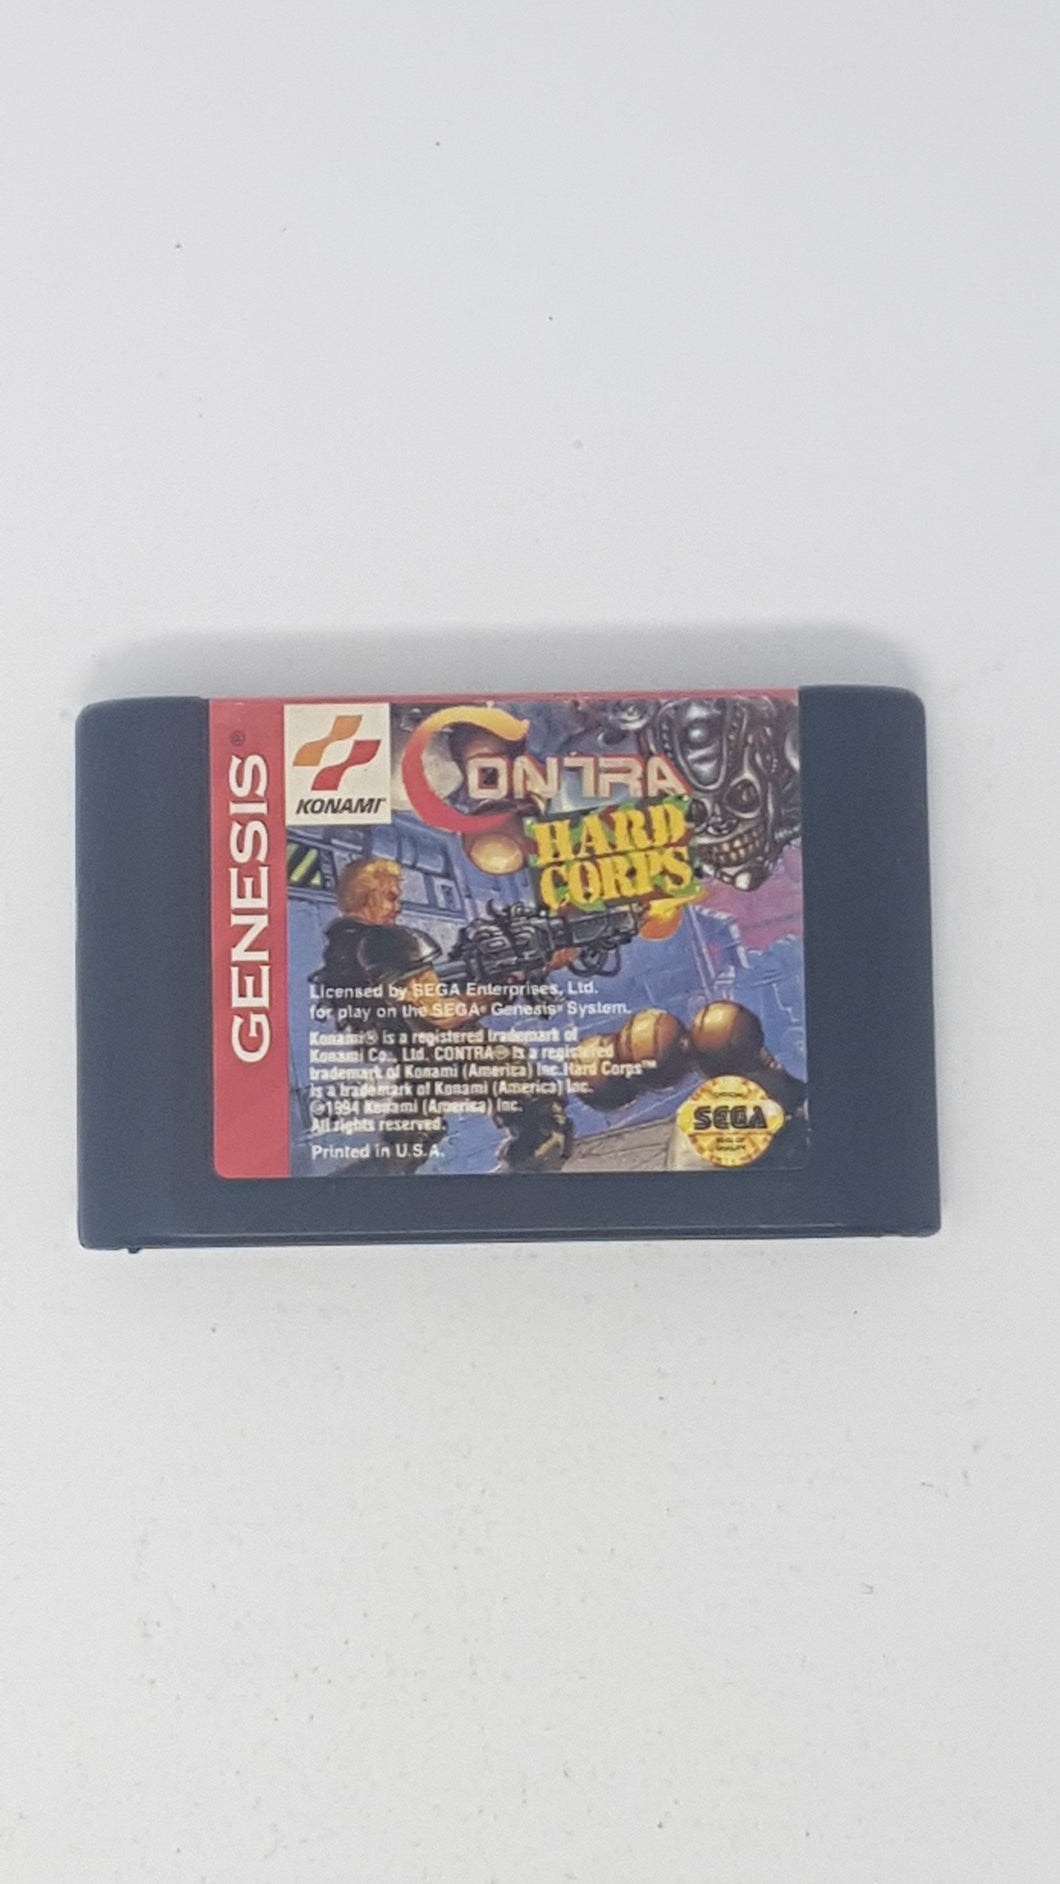 GENESIS®
KONAMI®
CONTRA
HARD
CORPS
Licensed by SEGA Enterprises, Ltd.
for play on the SEGA® Genesis® System.
Konami® is a registered trademark of
Konami Co., Ltd. CONTRA® is a registered
trademark of Konami (America) Inc. Hard Corps™
is a trademark of Konami (America) Inc.
©1994 Konami (America) Inc.
All rights reserved.
Printed in U.S.A.
SEGA